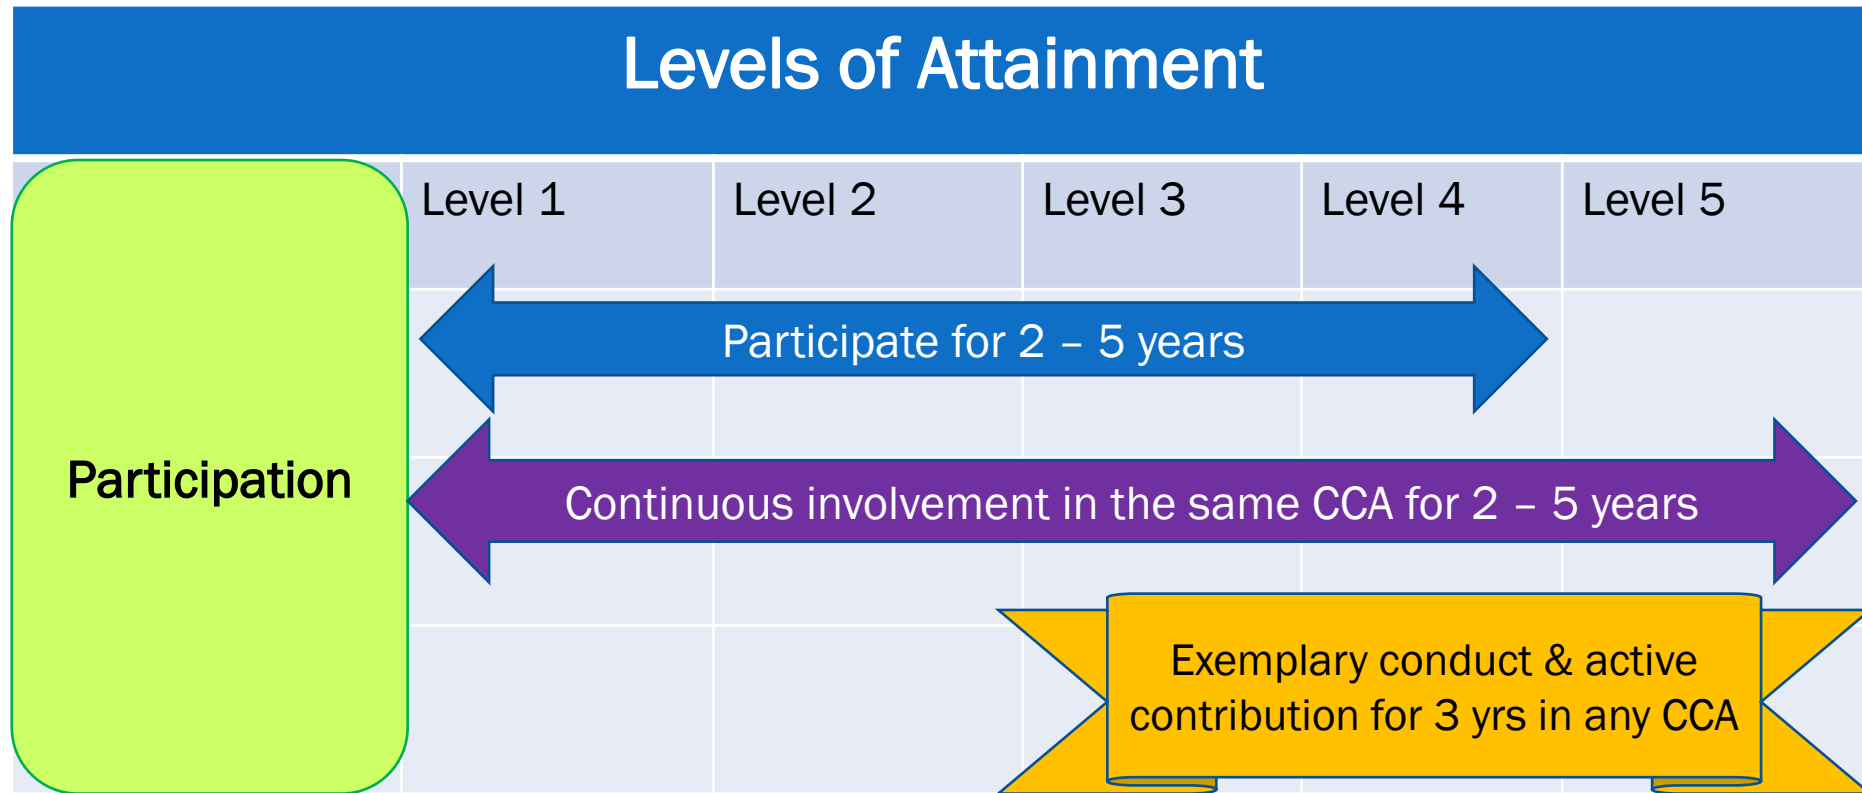 Levels of Attainment
Level 1
Level 2
Level 3
Level 4
Level 5
Participation
Participate for 2 – 5 years
Continuous involvement in the same CCA for 2 – 5 years
Exemplary conduct & active
contribution for 3 yrs in any CCA